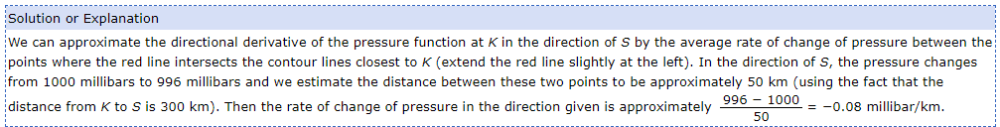 Solution or Explanation
We can approximate the directional derivative of the pressure function at K in the direction of S by the average rate of change of pressure between the
points where the red line intersects the contour lines closest to K (extend the red line slightly at the left). In the direction of S, the pressure changes
from 1000 millibars to 996 millibars and we estimate the distance between these two points to be approximately 50 km (using the fact that the
distance from K to S is 300 km). Then the rate of change of pressure in the direction given is approximately 996 − 1000 / 50 = −0.08 millibar/km.